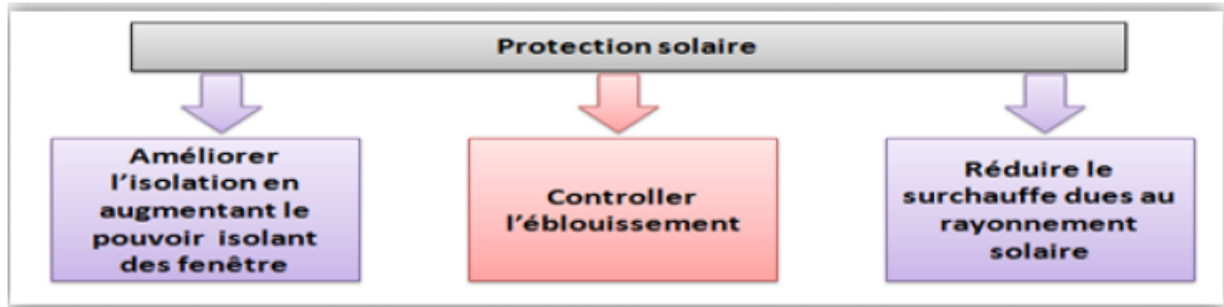 Protection solaire
Améliorer
l'isolation en
augmentant le
pouvoir isolant
des fenêtre
Controller
l'éblouissement
Réduire le
surchauffe dues au
rayonnement
solaire